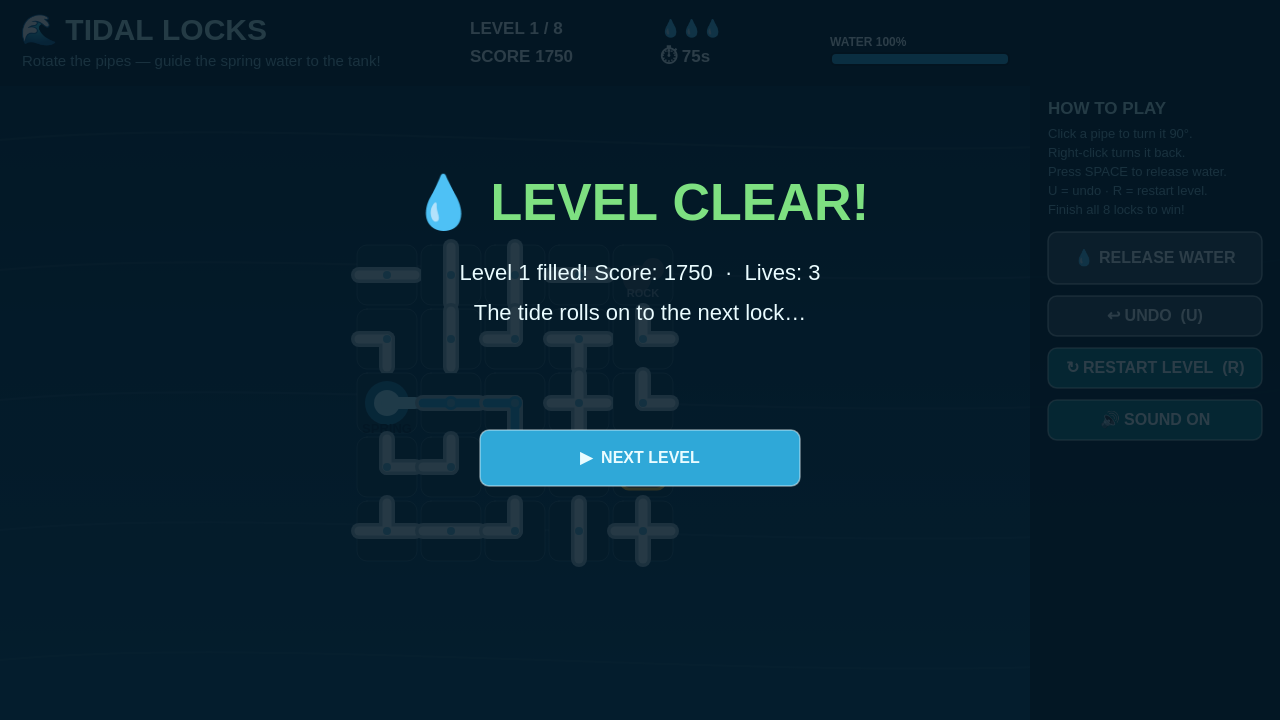 🌊 TIDAL LOCKS
Rotate the pipes — guide the spring water to the tank!
LEVEL 1 / 8
SCORE 1750
💧💧💧
⏱ 75s
WATER 100%
💧 LEVEL CLEAR!
Level 1 filled! Score: 1750 · Lives: 3
The tide rolls on to the next lock…
ROCK
▶ NEXT LEVEL
HOW TO PLAY
Click a pipe to turn it 90°.
Right-click turns it back.
Press SPACE to release water.
U = undo · R = restart level.
Finish all 8 locks to win!
💧 RELEASE WATER
↩ UNDO (U)
↻ RESTART LEVEL (R)
🔊 SOUND ON